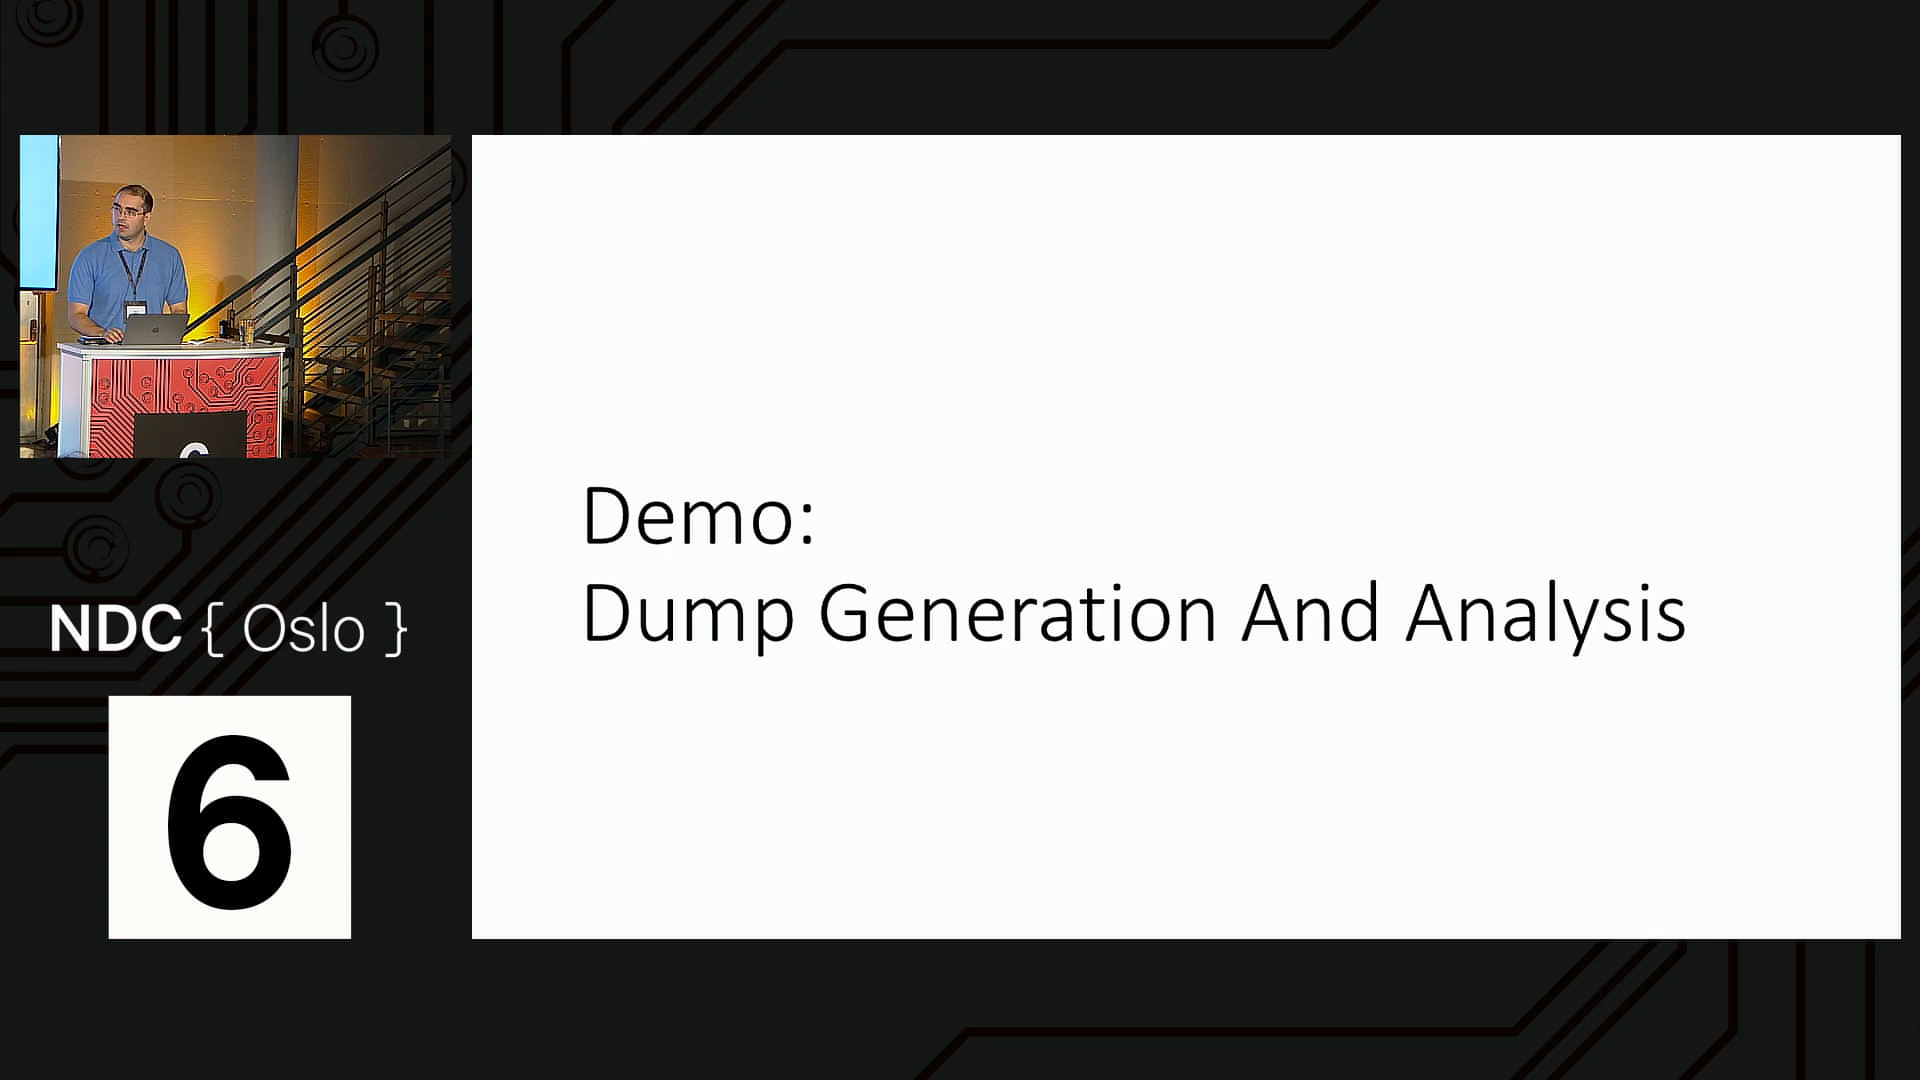 NDC { Oslo }
6
Demo:
Dump Generation And Analysis